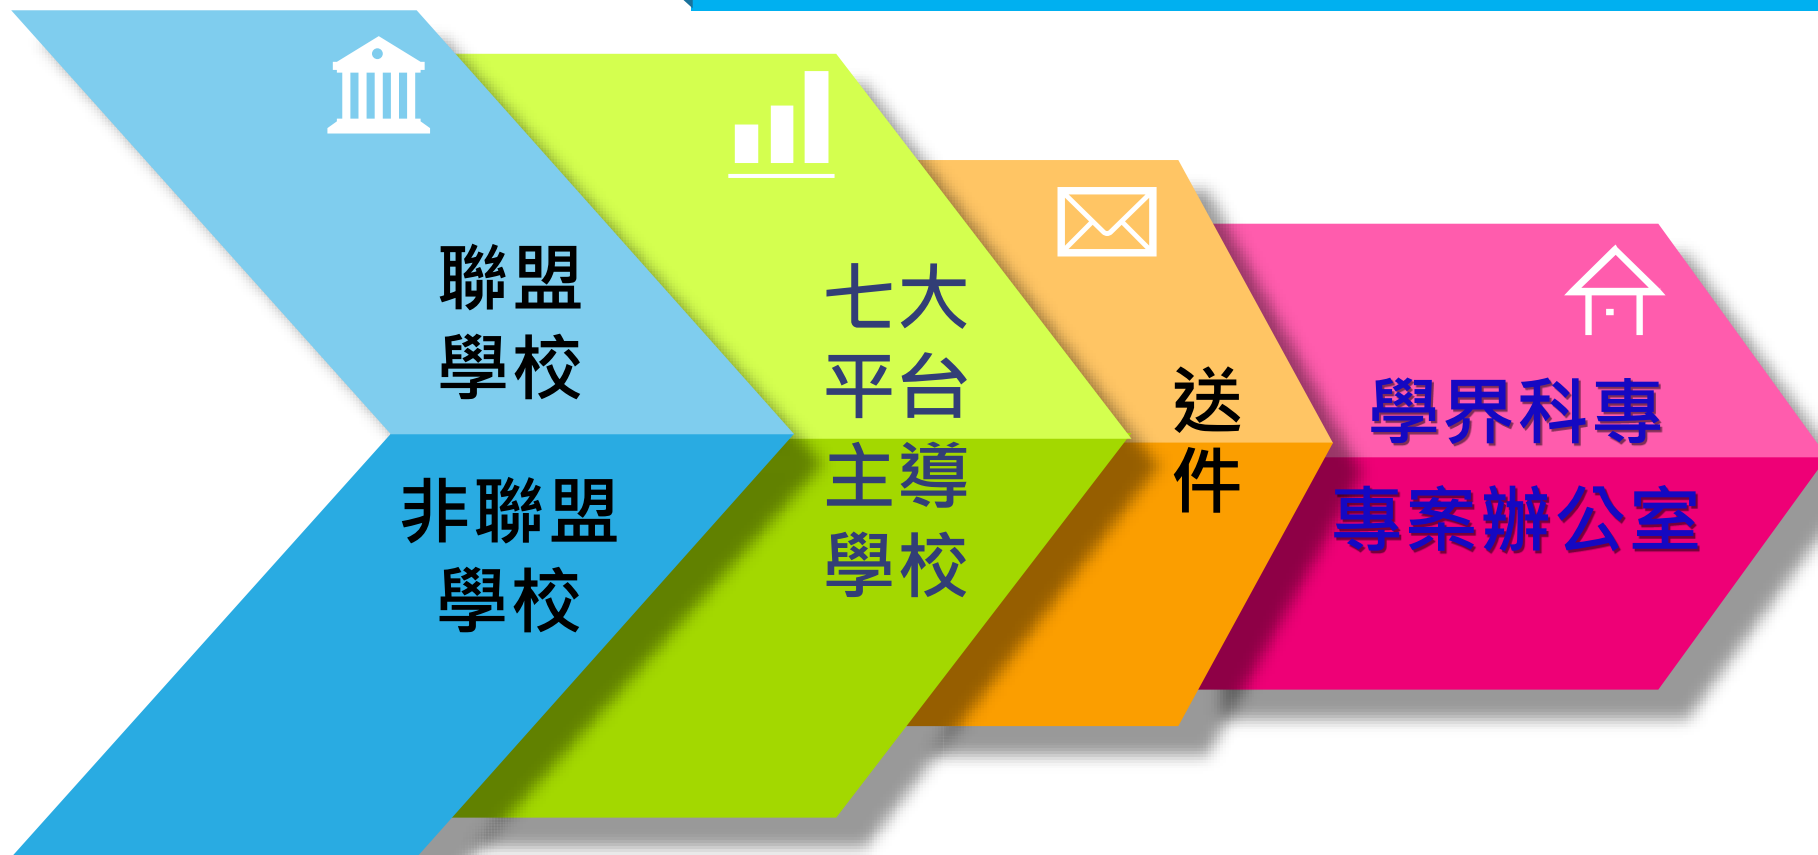 聯盟
學校
非聯盟
學校
七大
平台
主導
學校
送
件
學界科專
專案辦公室